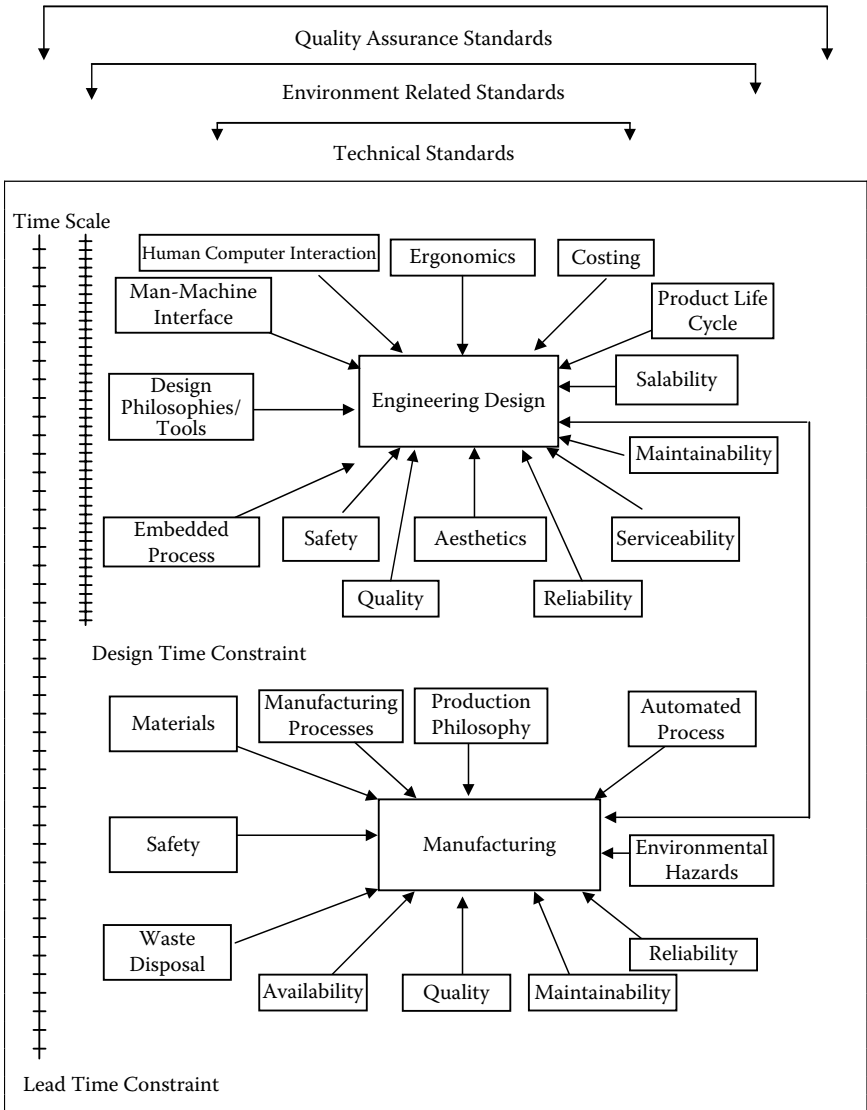 Quality Assurance Standards
Environment Related Standards
Technical Standards
Time Scale
Human Computer Interaction
Ergonomics
Costing
Man-Machine
Interface
Product Life
Cycle
Design
Philosophies/
Tools
Engineering Design
Salability
Maintainability
Embedded
Process
Safety
Aesthetics
Serviceability
Quality
Reliability
Design Time Constraint
Materials
Manufacturing
Processes
Production
Philosophy
Automated
Process
Safety
Manufacturing
Environmental
Hazards
Waste
Disposal
Reliability
Availability
Quality
Maintainability
Lead Time Constraint